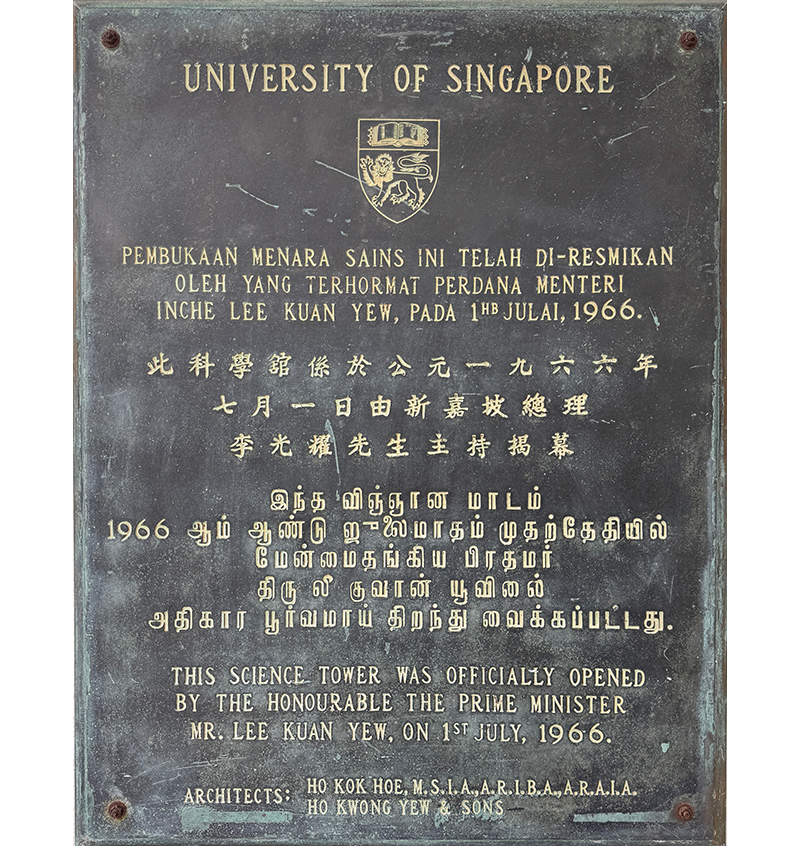 UNIVERSITY OF SINGAPORE
PEMBUKAAN MENARA SAINS INI TELAH DI-RESMIKAN
OLEH YANG TERHORMAT PERDANA MENTERI
INCHE LEE KUAN YEW, PADA 1HB JULAI, 1966.
此科學舘係於公元一九六六年
七月一日由新嘉坡總理
李光耀先生主持揭幕
இந்த விஞ்ஞான மாடம்
1966 ஆம் ஆண்டு ஜுலைமாதம் முதற்தேதியில்
மேன்மைதங்கிய பிரதமர்
திரு லீ குவான் யூவிலை
அதிகார பூர்வமாய் திறந்து வைக்கப்பட்டது.
THIS SCIENCE TOWER WAS OFFICIALLY OPENED
BY THE HONOURABLE THE PRIME MINISTER
MR. LEE KUAN YEW, ON 1ST JULY, 1966.
ARCHITECTS: HO KOK HOE, M.S.I.A., A.R.I.B.A., A.R.A.I.A.
HO KWONG YEW & SONS